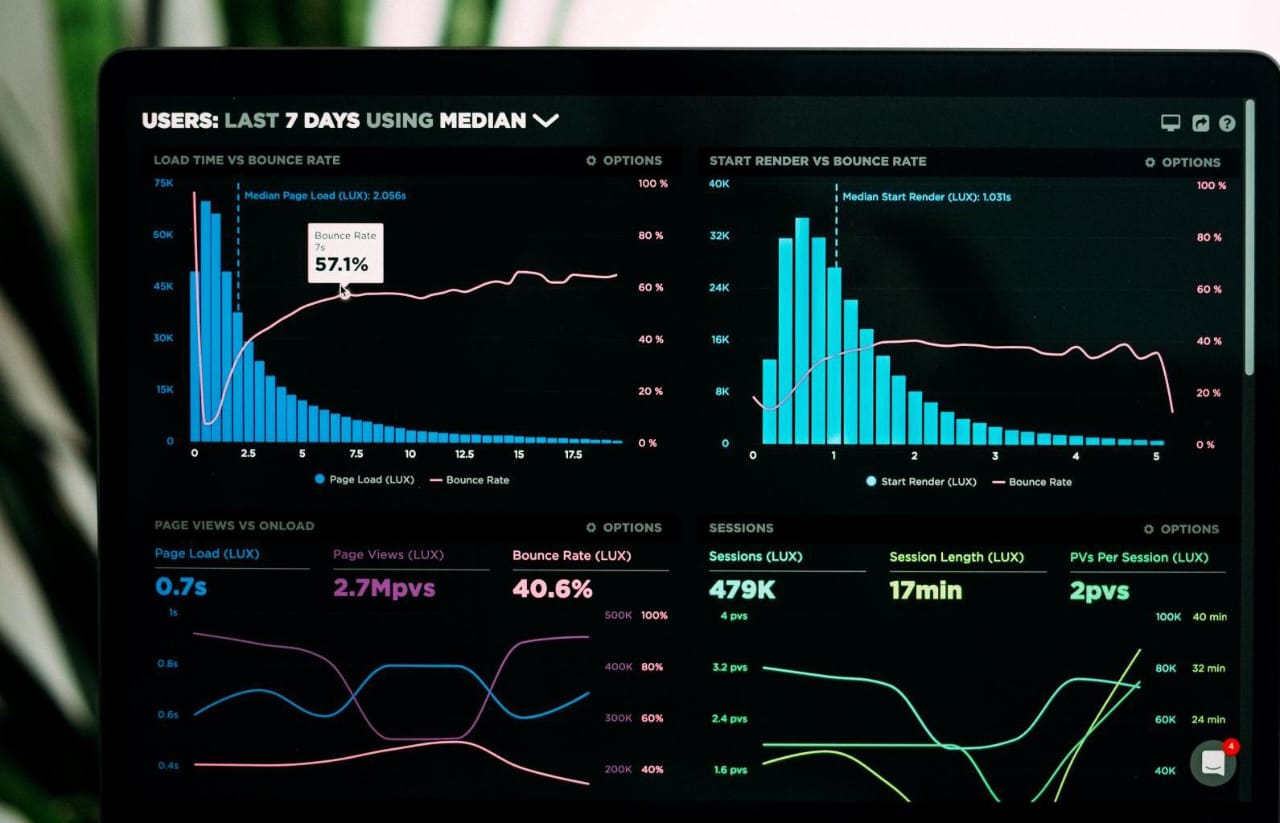 USERS: LAST 7 DAYS USING MEDIAN
LOAD TIME VS BOUNCE RATE
OPTIONS
75K
60K
45K
30K
15K
0
Median Page Load (LUX): 2.056s
Bounce Rate
7s
57.1%
100 %
80 %
60 %
40 %
20 %
0 %
0 2.5 5 7.5 10 12.5 15 17.5
Page Load (LUX) Bounce Rate
START RENDER VS BOUNCE RATE
OPTIONS
40K
32K
24K
16K
8K
0
Median Start Render (LUX): 1.031s
100 %
80 %
60 %
40 %
20 %
0 %
0 1 2 3 4 5
Start Render (LUX) Bounce Rate
PAGE VIEWS VS ONLOAD
OPTIONS
Page Load (LUX) Page Views (LUX) Bounce Rate (LUX)
0.7s 2.7Mpvs 40.6%
1s
0.8s
0.6s
0.4s
500K 100%
400K 80%
300K 60%
200K 40%
SESSIONS
OPTIONS
Sessions (LUX) Session Length (LUX) PVs Per Session (LUX)
479K 17min 2pvs
4 pvs
3.2 pvs
2.4 pvs
1.6 pvs
100K 40 min
80K 32 min
60K 24 min
40K
4